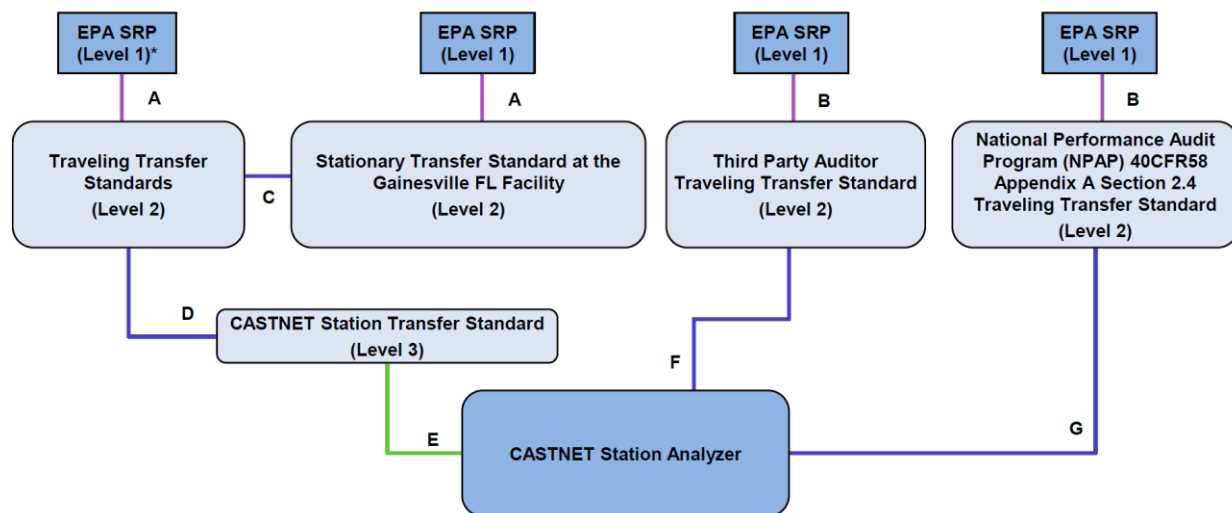 EPA SRP
(Level 1)*
EPA SRP
(Level 1)
EPA SRP
(Level 1)
EPA SRP
(Level 1)
A
A
B
B
Traveling Transfer
Standards
(Level 2)
C
Stationary Transfer Standard at the
Gainesville FL Facility
(Level 2)
Third Party Auditor
Traveling Transfer Standard
(Level 2)
National Performance Audit
Program (NPAP) 40CFR58
Appendix A Section 2.4
Traveling Transfer Standard
(Level 2)
D
CASTNET Station Transfer Standard
(Level 3)
F
E
CASTNET Station Analyzer
G